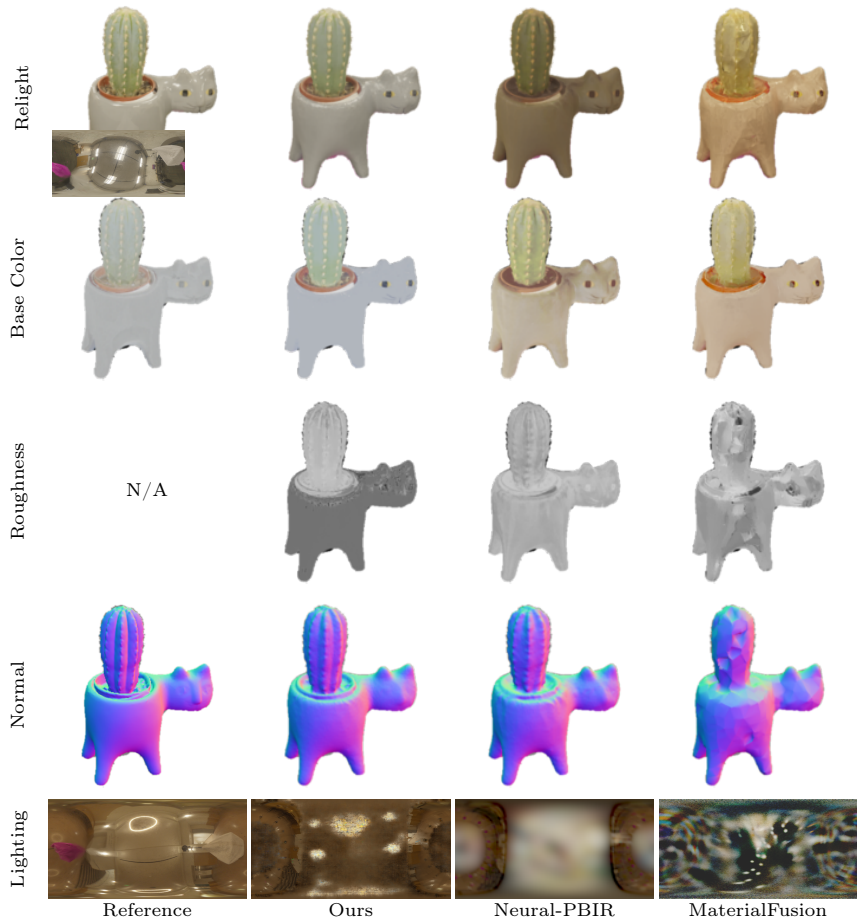 Relight
Base Color
Roughness
N/A
Normal
Lighting
Reference
Ours
Neural-PBIR
MaterialFusion